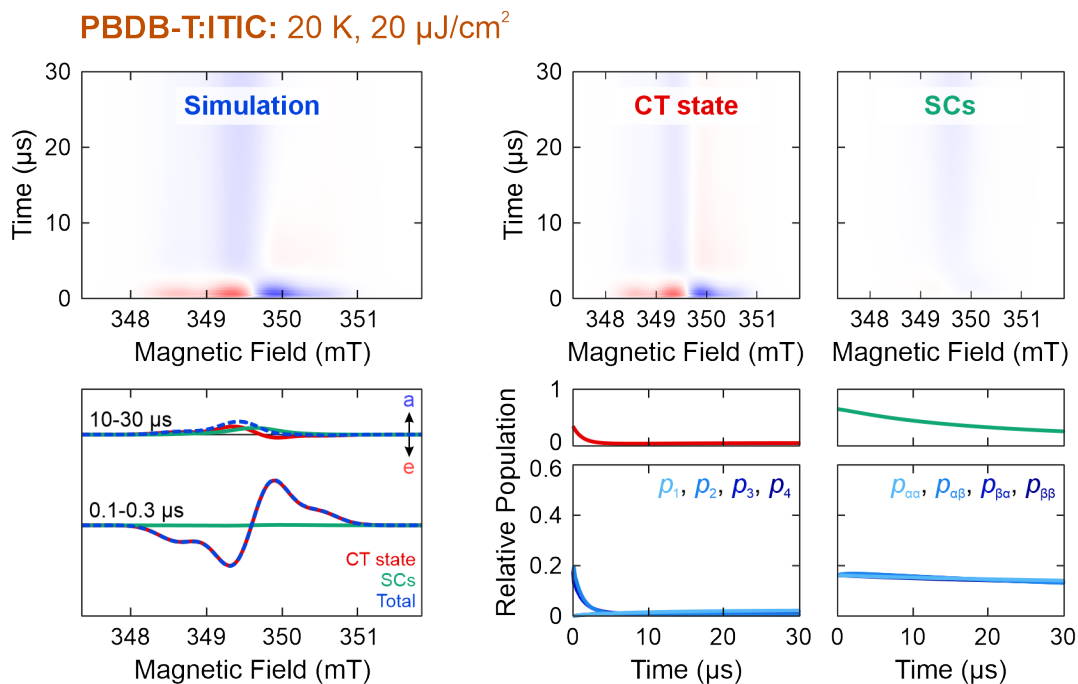 PBDB-T:ITIC: 20 K, 20 µJ/cm²
30
20
10
0
Time (µs)
Simulation
348 349 350 351
Magnetic Field (mT)
30
20
10
0
Time (µs)
CT state
348 349 350 351
Magnetic Field (mT)
SCs
348 349 350 351
Magnetic Field (mT)
10-30 µs
a
e
0.1-0.3 µs
CT state
SCs
Total
348 349 350 351
Magnetic Field (mT)
Relative Population
1
0
0.6
0.4
0.2
0
p₁, p₂, p₃, p₄
0 10 20 30
Time (µs)
pαα, pαβ, pβα, pββ
0 10 20 30
Time (µs)